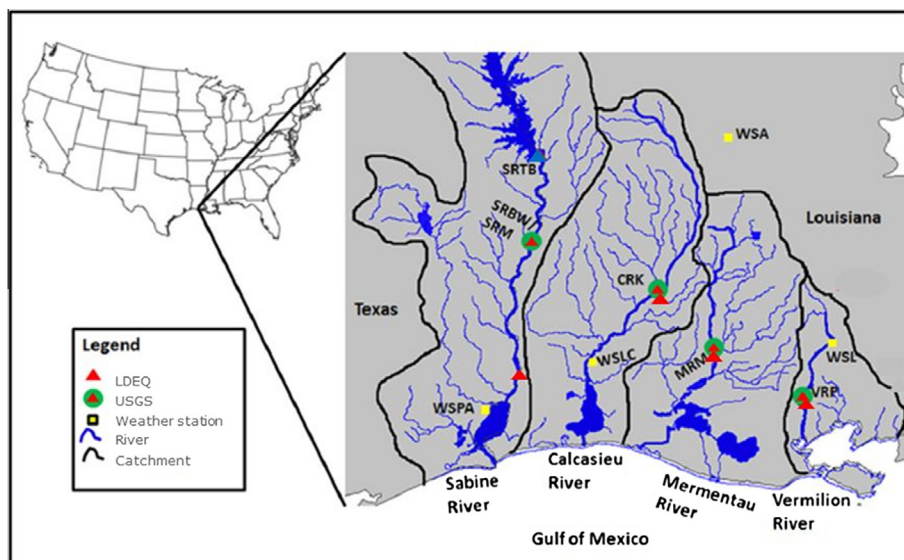 WSA
SRTB
SRBW/
SRM
Louisiana
CRK
Texas
WSLC
MRM
WSL
WSPA
VRP
Legend
LDEQ
USGS
Weather station
River
Catchment
Sabine
River
Calcasieu
River
Mermentau
River
Vermilion
River
Gulf of Mexico